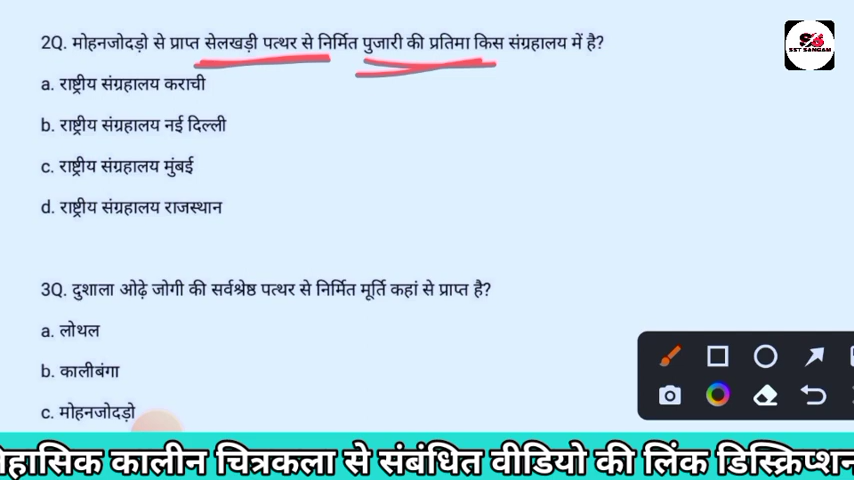 2Q. मोहनजोदड़ो से प्राप्त सेलखड़ी पत्थर से निर्मित पुजारी की प्रतिमा किस संग्रहालय में है?
a. राष्ट्रीय संग्रहालय कराची
b. राष्ट्रीय संग्रहालय नई दिल्ली
c. राष्ट्रीय संग्रहालय मुंबई
d. राष्ट्रीय संग्रहालय राजस्थान
3Q. दुशाला ओढ़े जोगी की सर्वश्रेष्ठ पत्थर से निर्मित मूर्ति कहां से प्राप्त है?
a. लोथल
b. कालीबंगा
c. मोहनजोदड़ो
कालीन चित्रकला से संबंधित वीडियो की लिंक डिस्क्रिप्शन
SST SANGAM